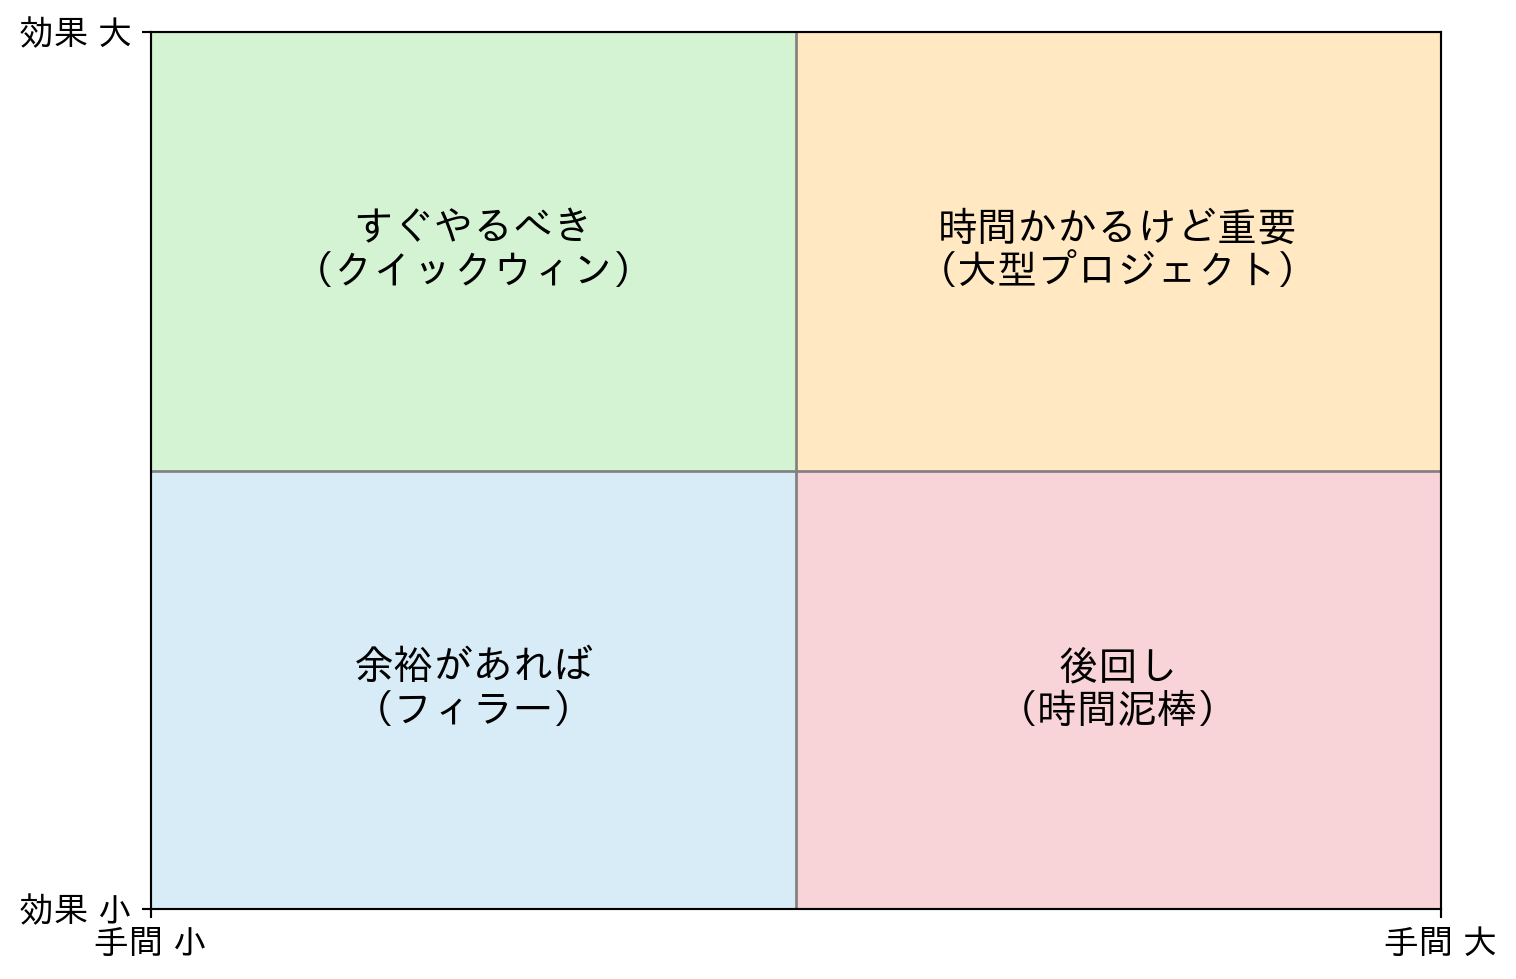 効果 大
すぐやるべき
（クイックウィン）
時間かかるけど重要
（大型プロジェクト）
余裕があれば
（フィラー）
後回し
（時間泥棒）
効果 小
手間 小
手間 大